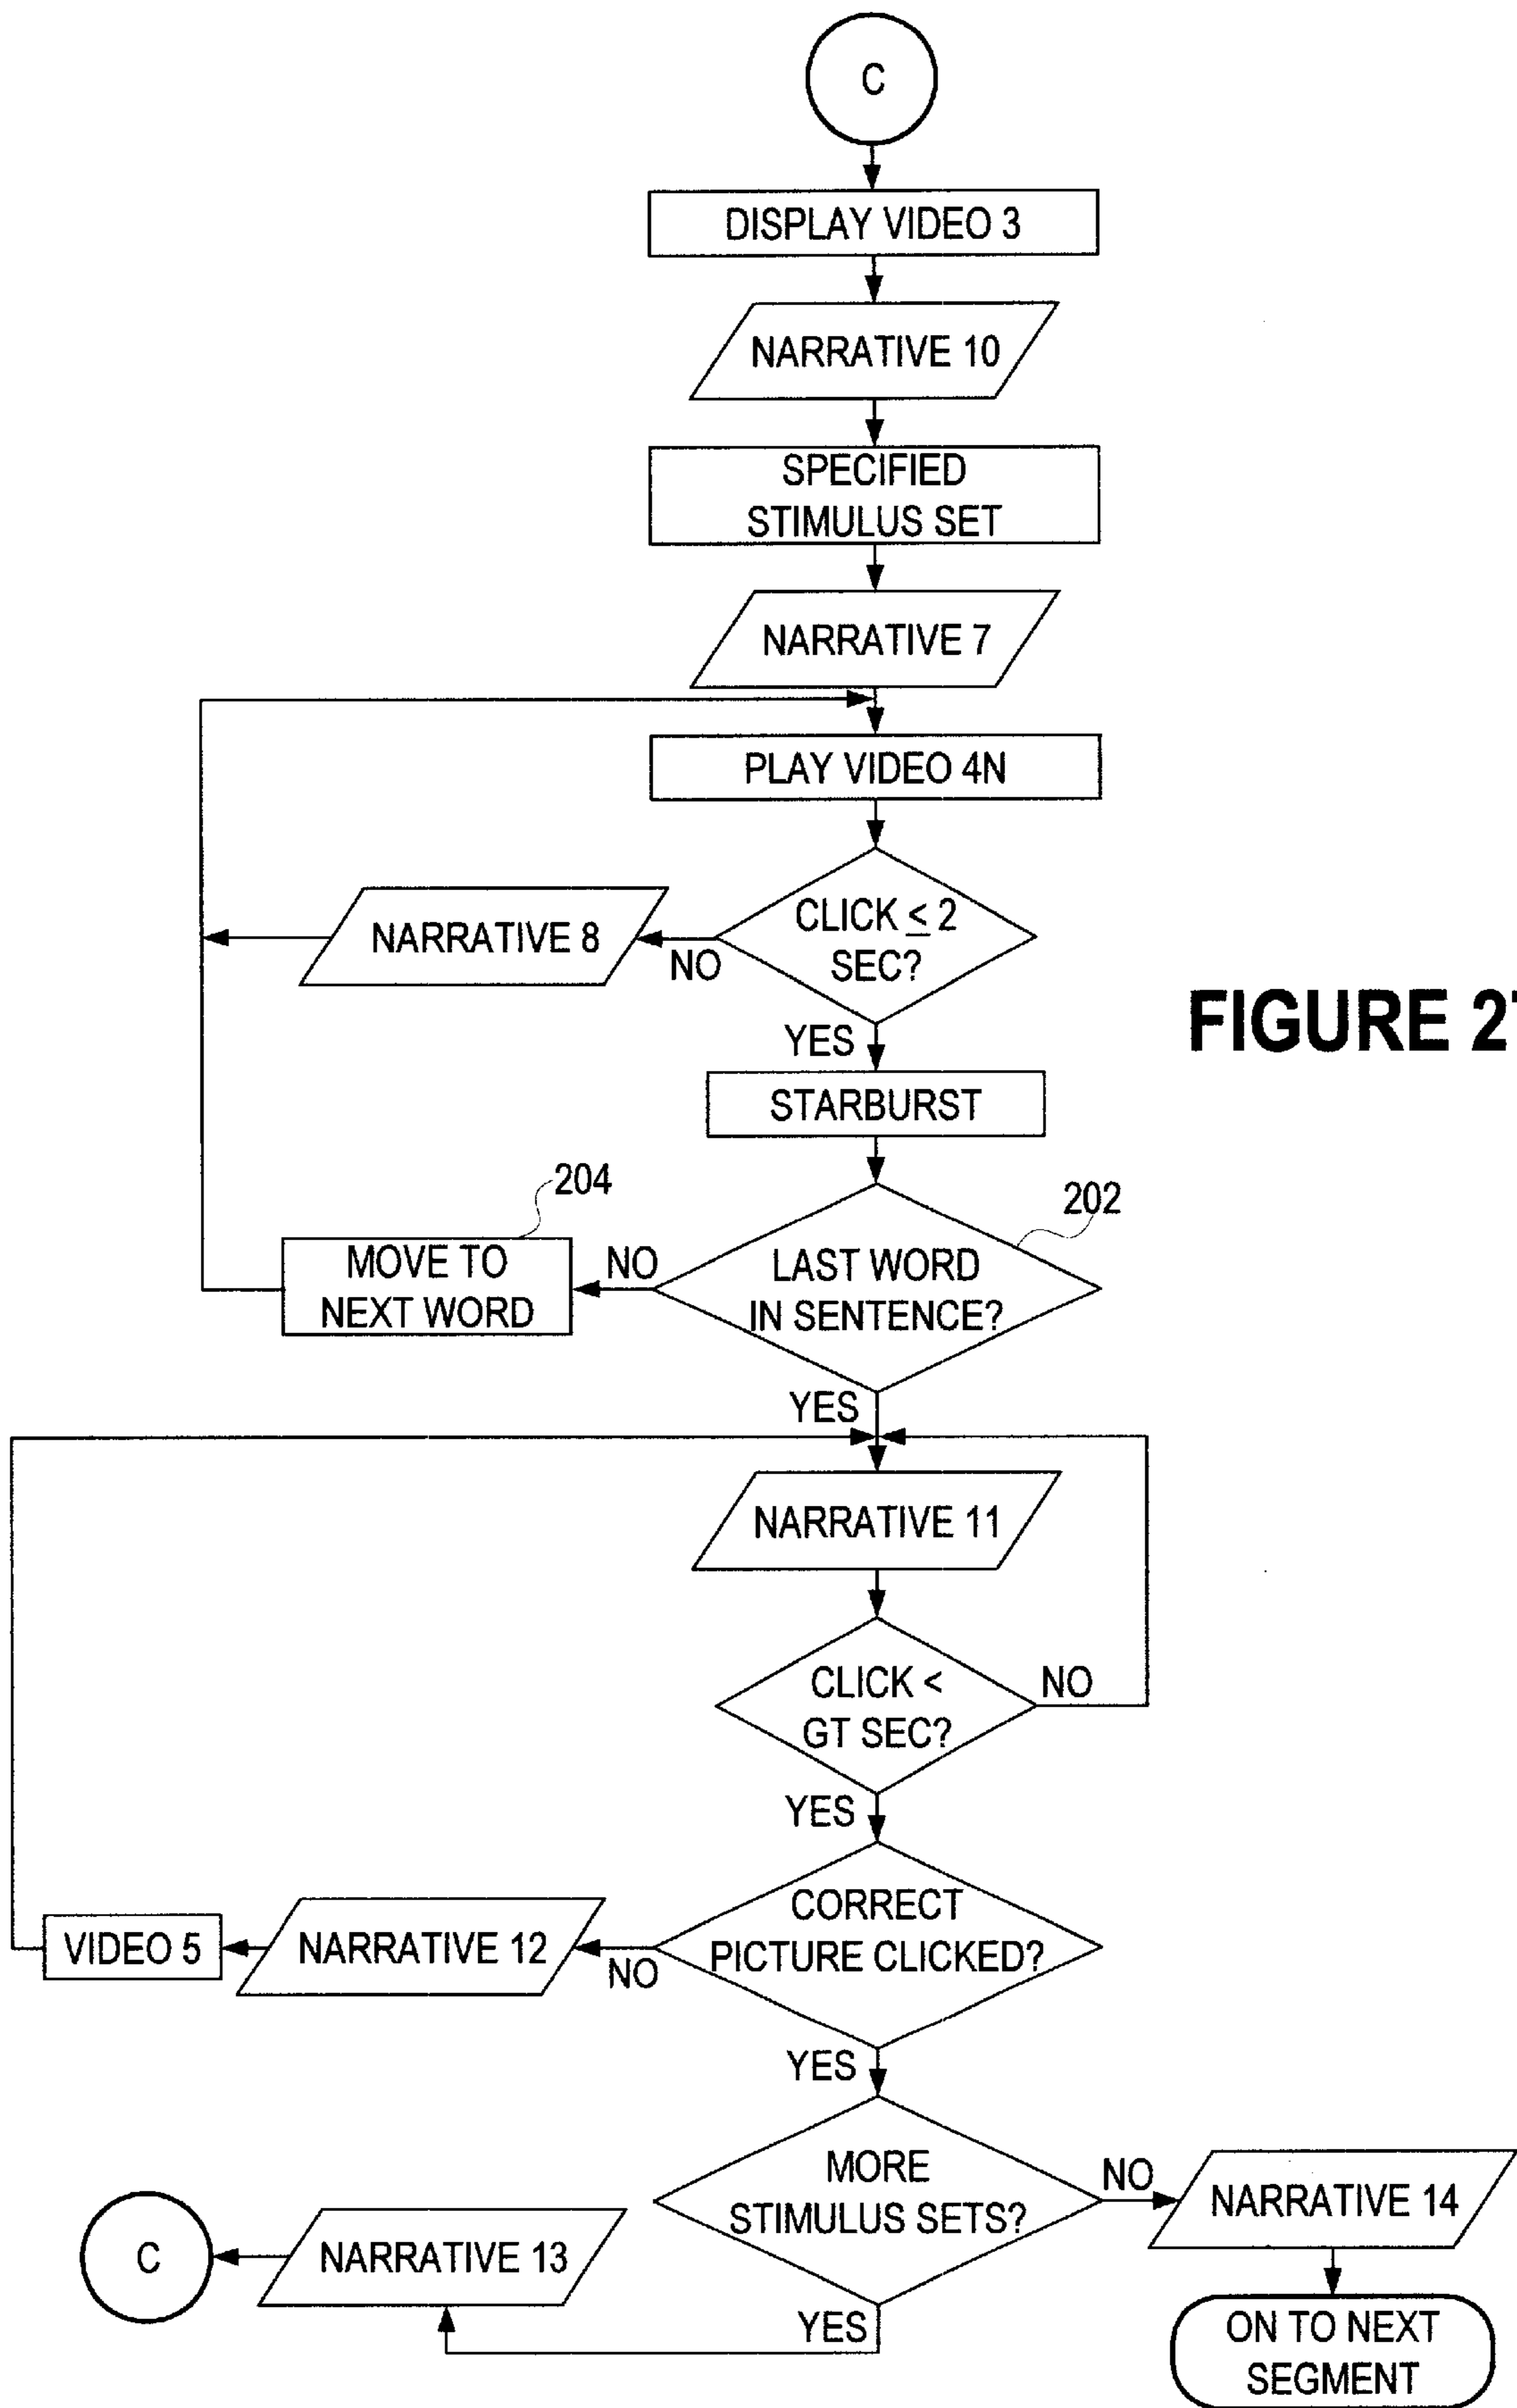 C
DISPLAY VIDEO 3
NARRATIVE 10
SPECIFIED
STIMULUS SET
NARRATIVE 7
PLAY VIDEO 4N
CLICK ≤ 2
SEC?
NO
NARRATIVE 8
YES
FIGURE 2
STARBURST
204
202
LAST WORD
IN SENTENCE?
NO
MOVE TO
NEXT WORD
YES
NARRATIVE 11
CLICK <
GT SEC?
NO
YES
CORRECT
PICTURE CLICKED?
NO
NARRATIVE 12
VIDEO 5
YES
MORE
STIMULUS SETS?
NO
NARRATIVE 14
YES
NARRATIVE 13
C
ON TO NEXT
SEGMENT